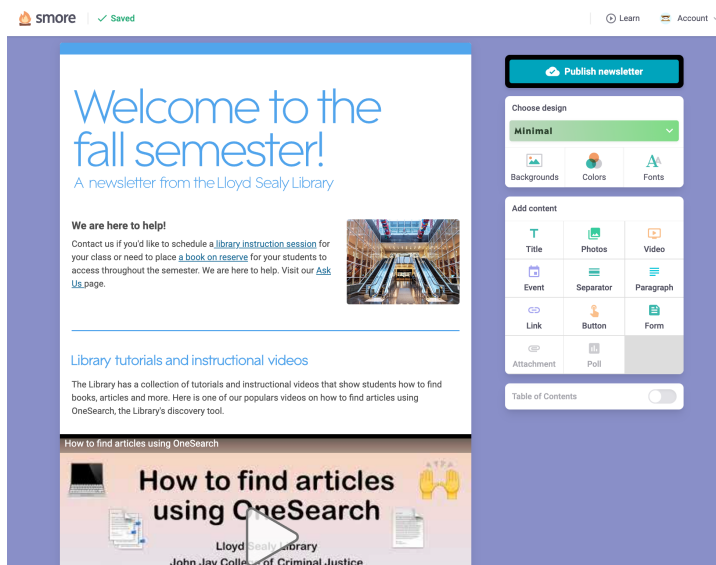 smore
Saved
Learn
Account
Welcome to the
fall semester!
A newsletter from the Lloyd Sealy Library
We are here to help!
Contact us if you'd like to schedule a library instruction session for
your class or need to place a book on reserve for your students to
access throughout the semester. We are here to help. Visit our Ask
Us page.
Library tutorials and instructional videos
The Library has a collection of tutorials and instructional videos that show students how to find
books, articles and more. Here is one of our populars videos on how to find articles using
OneSearch, the Library's discovery tool.
How to find articles using OneSearch
How to find articles
using OneSearch
Lloyd Sealy Library
John Jay College of Criminal Justice
Publish newsletter
Choose design
Minimal
Backgrounds Colors Fonts
Add content
Title Photos Video
Event Separator Paragraph
Link Button Form
Attachment Poll
Table of Contents